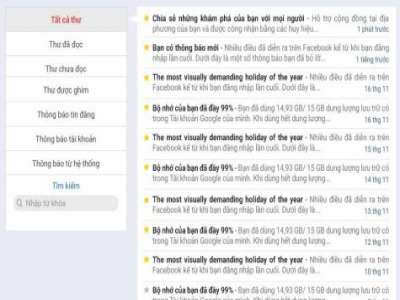 Tất cả thư
Thư đã đọc
Thư chưa đọc
Thư được ghim
Thông báo tin đăng
Thông báo tài khoản
Thông báo từ hệ thống
Tìm kiếm
Nhập từ khóa
Chia sẻ những khám phá của bạn với mọi người - Hỗ trợ cộng đồng tại địa
phương của bạn và được công nhận bằng các huy hiệu...
1 phút trước
Bạn có thông báo mới - Nhiều điều đã diễn ra trên Facebook kể từ khi bạn đăng
nhập lần cuối. Dưới đây là một số thông báo bạn đã bỏ lỡ...
1 tiếng trước
The most visually demanding holiday of the year - Nhiều điều đã diễn ra trên
Facebook kể từ khi bạn đăng nhập lần cuối. Dưới đây là...
16 thg 11
Bộ nhớ của bạn đã đầy 99% - Bạn đã dùng 14,93 GB/ 15 GB dung lượng lưu trữ có
trong Tài khoản Google của mình. Khi dùng hết dung lượng...
16 thg 11
The most visually demanding holiday of the year - Nhiều điều đã diễn ra trên
Facebook kể từ khi bạn đăng nhập lần cuối. Dưới đây là...
15 thg 11
Bộ nhớ của bạn đã đầy 99% - Bạn đã dùng 14,93 GB/ 15 GB dung lượng lưu trữ có
trong Tài khoản Google của mình. Khi dùng hết dung lượng...
14 thg 11
The most visually demanding holiday of the year - Nhiều điều đã diễn ra trên
Facebook kể từ khi bạn đăng nhập lần cuối. Dưới đây là...
13 thg 11
Bộ nhớ của bạn đã đầy 99% - Bạn đã dùng 14,93 GB/ 15 GB dung lượng lưu trữ có
trong Tài khoản Google của mình. Khi dùng hết dung lượng...
12 thg 11
The most visually demanding holiday of the year - Nhiều điều đã diễn ra trên
Facebook kể từ khi bạn đăng nhập lần cuối. Dưới đây là...
10 thg 11
Bộ nhớ của bạn đã đầy 99% - Bạn đã dùng 14,93 GB/ 15 GB dung lượng lưu trữ có